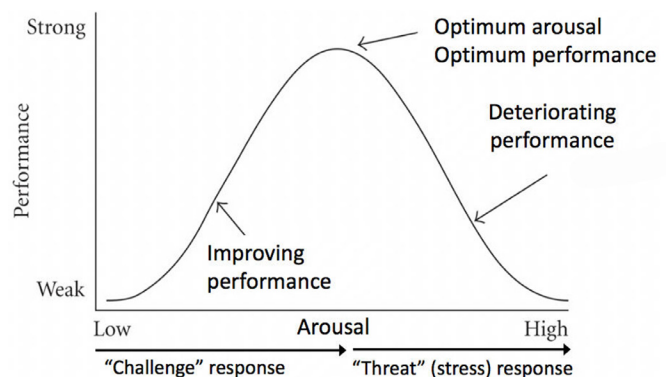 Strong
Optimum arousal
Optimum performance
Deteriorating
performance
Performance
Improving
performance
Weak
Low
Arousal
High
“Challenge” response
“Threat” (stress) response